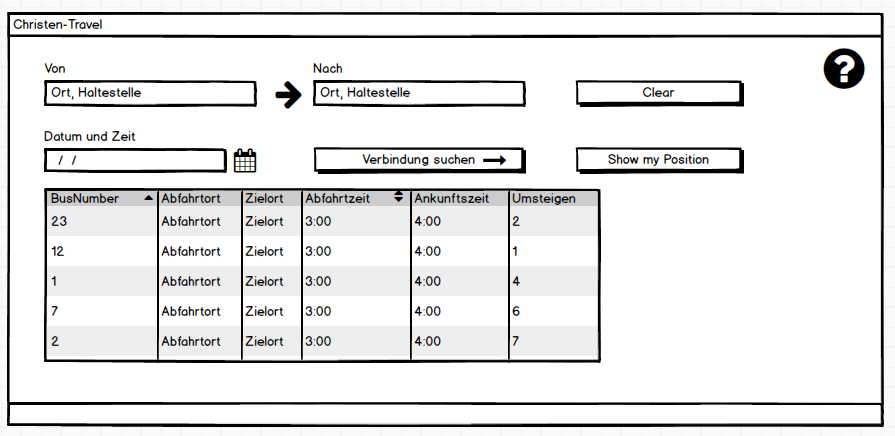 Christen-Travel
?
Von Nach
Ort, Haltestelle Ort, Haltestelle Clear
Datum und Zeit
/ / Verbindung suchen Show my Position
BusNumber Abfahrtort Zielort Abfahrtzeit Ankunftszeit Umsteigen
23 Abfahrtort Zielort 3:00 4:00 2
12 Abfahrtort Zielort 3:00 4:00 1
1 Abfahrtort Zielort 3:00 4:00 4
7 Abfahrtort Zielort 3:00 4:00 6
2 Abfahrtort Zielort 3:00 4:00 7